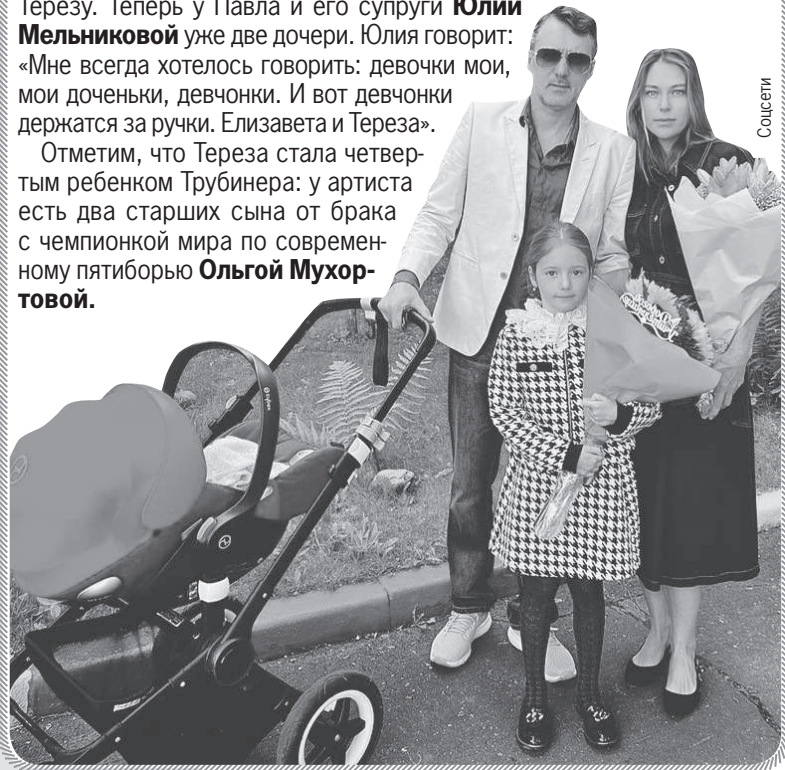 Терезу. Теперь у Павла и его супруги Юлии
Мельниковой уже две дочери. Юлия говорит:
«Мне всегда хотелось говорить: девочки мои,
мои доченьки, девчонки. И вот девчонки
держатся за ручки. Елизавета и Тереза».
Отметим, что Тереза стала четвер-
тым ребенком Трубинера: у артиста
есть два старших сына от брака
с чемпионкой мира по современ-
ному пятиборью Ольгой Мухор-
товой.
Соцсети
cybex